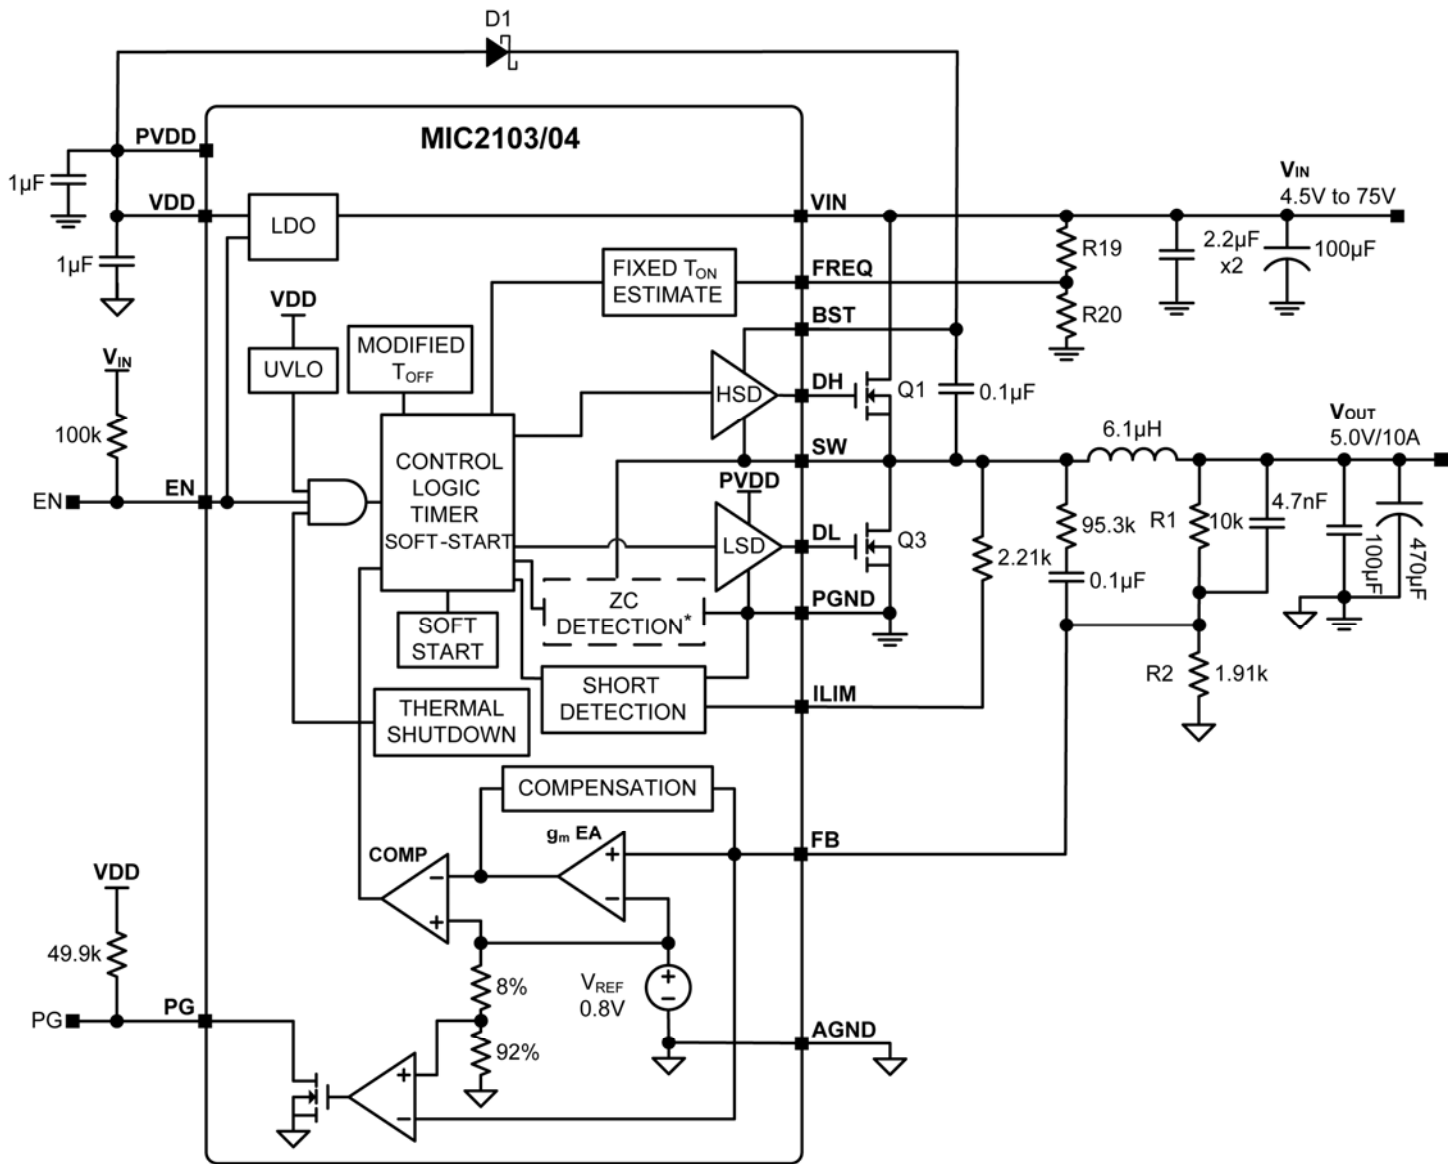 D1
MIC2103/04
PVDD
1µF
VDD
1µF
LDO
VIN
VIN
4.5V to 75V
R19
2.2µF
x2
100µF
FIXED TON
ESTIMATE
FREQ
R20
VDD
UVLO
MODIFIED
TOFF
BST
VIN
100k
HSD
DH
Q1
0.1µF
SW
6.1µH
VOUT
5.0V/10A
EN
EN
CONTROL
LOGIC
TIMER
SOFT-START
PVDD
LSD
DL
Q3
2.21k
95.3k
0.1µF
R1
10k
4.7nF
100µF
470µF
ZC
DETECTION*
PGND
SOFT
START
SHORT
DETECTION
ILIM
R2
1.91k
THERMAL
SHUTDOWN
COMPENSATION
gm EA
COMP
+
−
−
+
FB
VDD
49.9k
8%
VREF
0.8V
+
−
PG
PG
92%
AGND
+
−